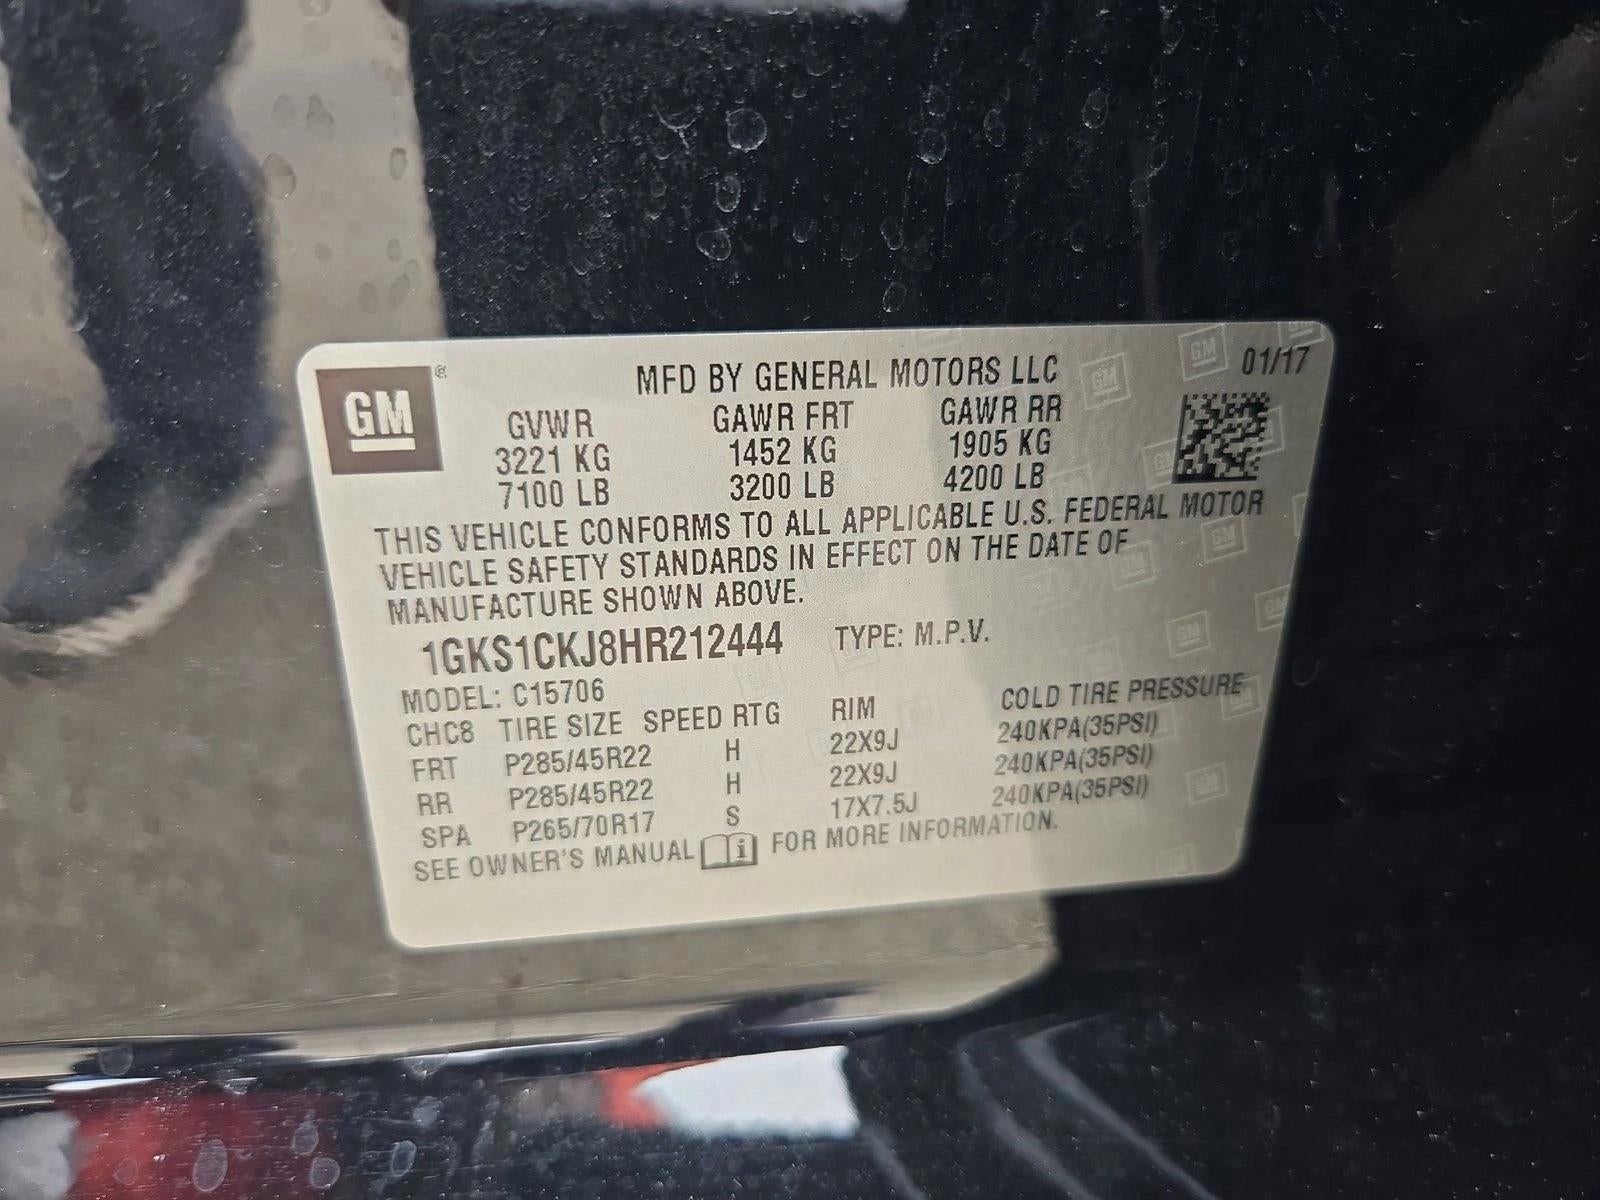 GM
MFD BY GENERAL MOTORS LLC 01/17
GVWR GAWR FRT GAWR RR
3221 KG 1452 KG 1905 KG
7100 LB 3200 LB 4200 LB
THIS VEHICLE CONFORMS TO ALL APPLICABLE U.S. FEDERAL MOTOR
VEHICLE SAFETY STANDARDS IN EFFECT ON THE DATE OF
MANUFACTURE SHOWN ABOVE.
1GKS1CKJ8HR212444 TYPE: M.P.V.
MODEL: C15706
CHC8 TIRE SIZE SPEED RTG RIM COLD TIRE PRESSURE
FRT P285/45R22 H 22X9J 240KPA(35PSI)
RR P285/45R22 H 22X9J 240KPA(35PSI)
SPA P265/70R17 S 17X7.5J 240KPA(35PSI)
SEE OWNER'S MANUAL i FOR MORE INFORMATION.